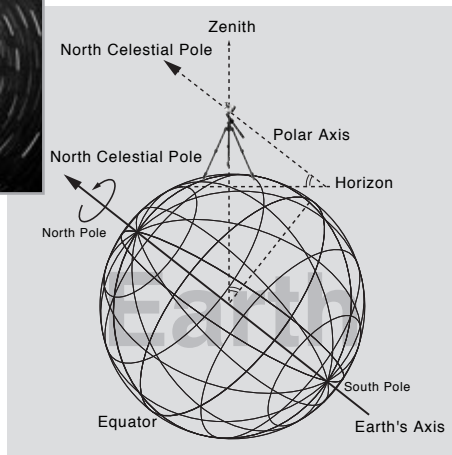 Zenith
North Celestial Pole
Polar Axis
North Celestial Pole
Horizon
North Pole
Earth
South Pole
Equator
Earth's Axis